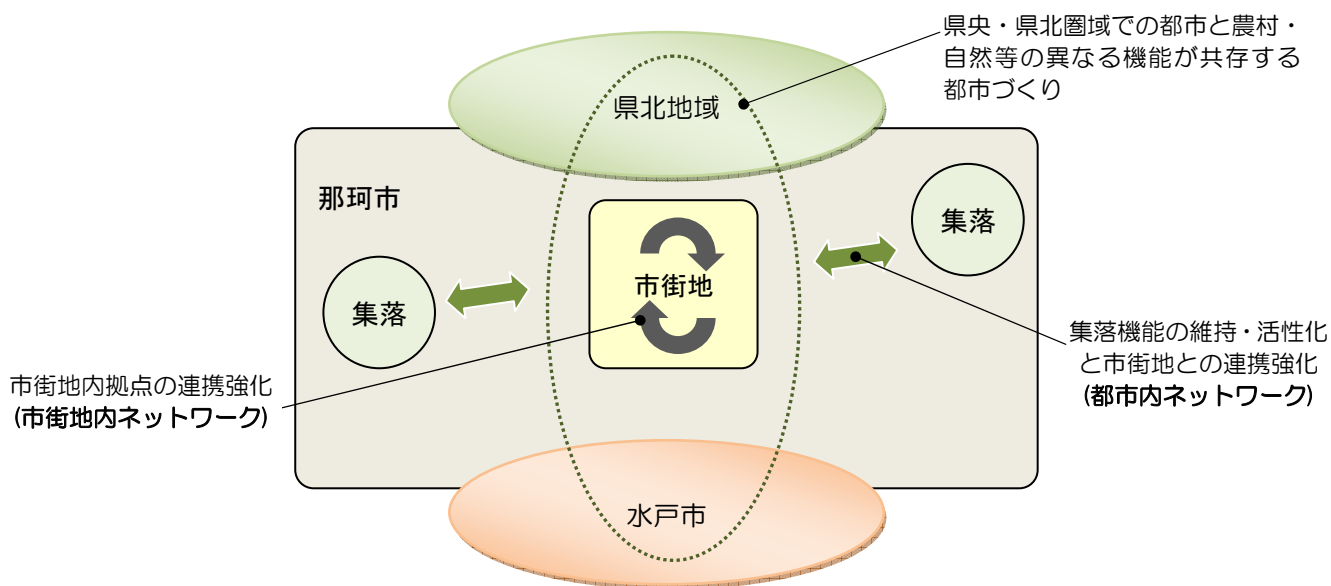 県央・県北圏域での都市と農村・
自然等の異なる機能が共存する
都市づくり
県北地域
那珂市
集落
市街地
集落
集落機能の維持・活性化
と市街地との連携強化
(都市内ネットワーク)
市街地内拠点の連携強化
(市街地内ネットワーク)
水戸市